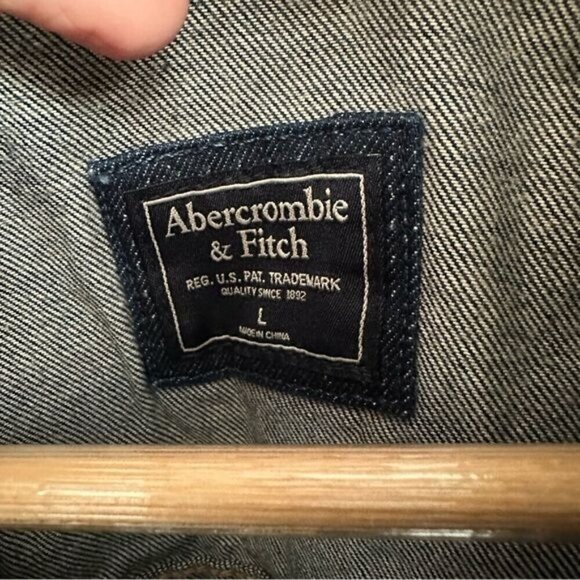 Abercrombie
& Fitch
REG. U.S. PAT. TRADEMARK
QUALITY SINCE 1892
L
MADE IN CHINA